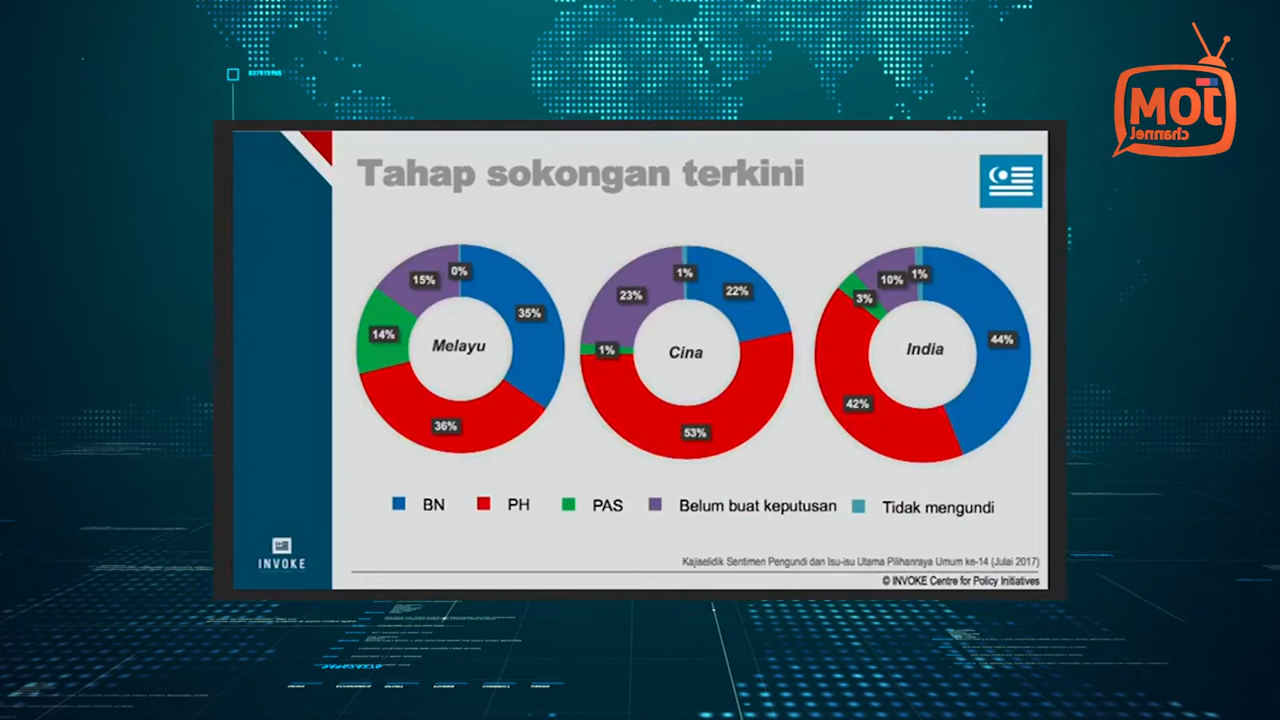 Tahap sokongan terkini
15%
0%
35%
14%
Melayu
36%
23%
1%
22%
1%
Cina
53%
10%
1%
3%
44%
India
42%
BN
PH
PAS
Belum buat keputusan
Tidak mengundi
INVOKE
Kajiselidik Sentimen Pengundi dan Isu-isu Utama Pilihanraya Umum ke-14 (Julai 2017)
© INVOKE Centre for Policy Initiatives
JOM
channel